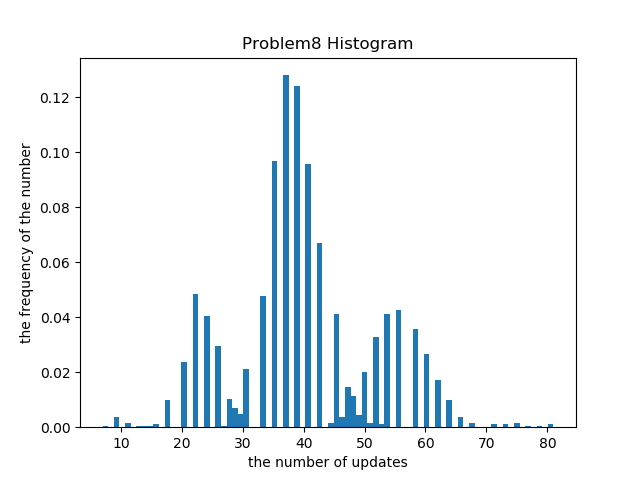 Problem8 Histogram
the frequency of the number
0.12
0.10
0.08
0.06
0.04
0.02
0.00
10 20 30 40 50 60 70 80
the number of updates